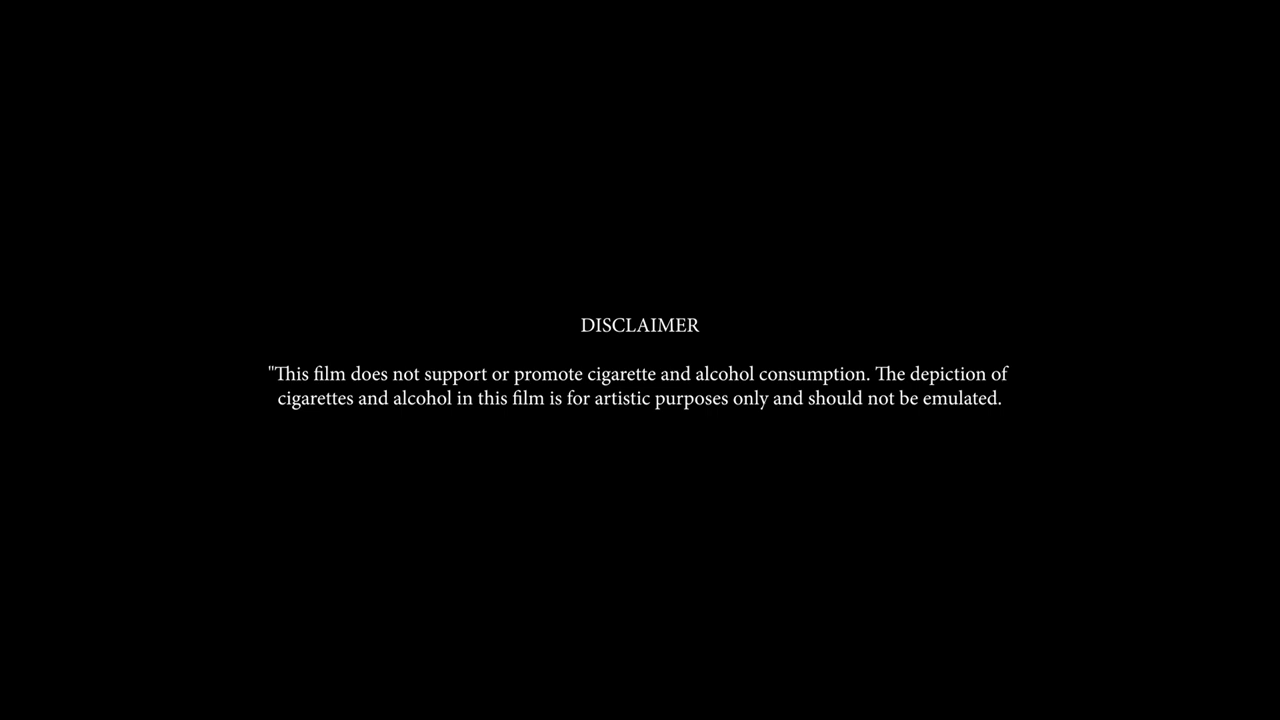 DISCLAIMER
"This film does not support or promote cigarette and alcohol consumption. The depiction of
cigarettes and alcohol in this film is for artistic purposes only and should not be emulated.